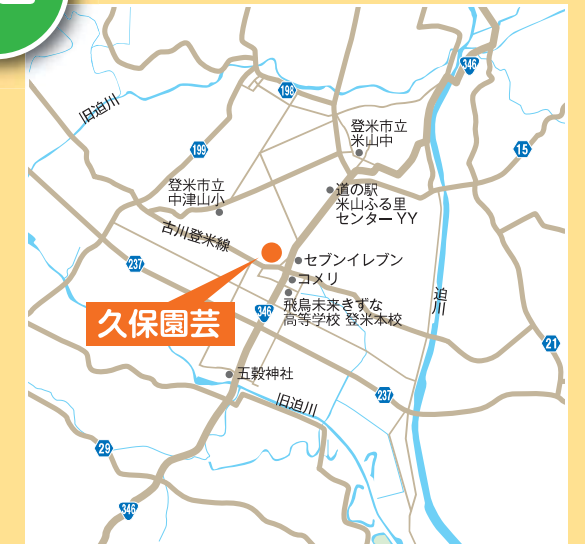 346
198
旧迫川
登米市立
米山中
199
15
登米市立
中津山小
道の駅
米山ふる里
センターYY
古川登米線
セブンイレブン
237
コメリ
迫川
飛鳥未来きずな
高等学校 登米本校
346
久保園芸
21
五穀神社
237
旧迫川
29
346